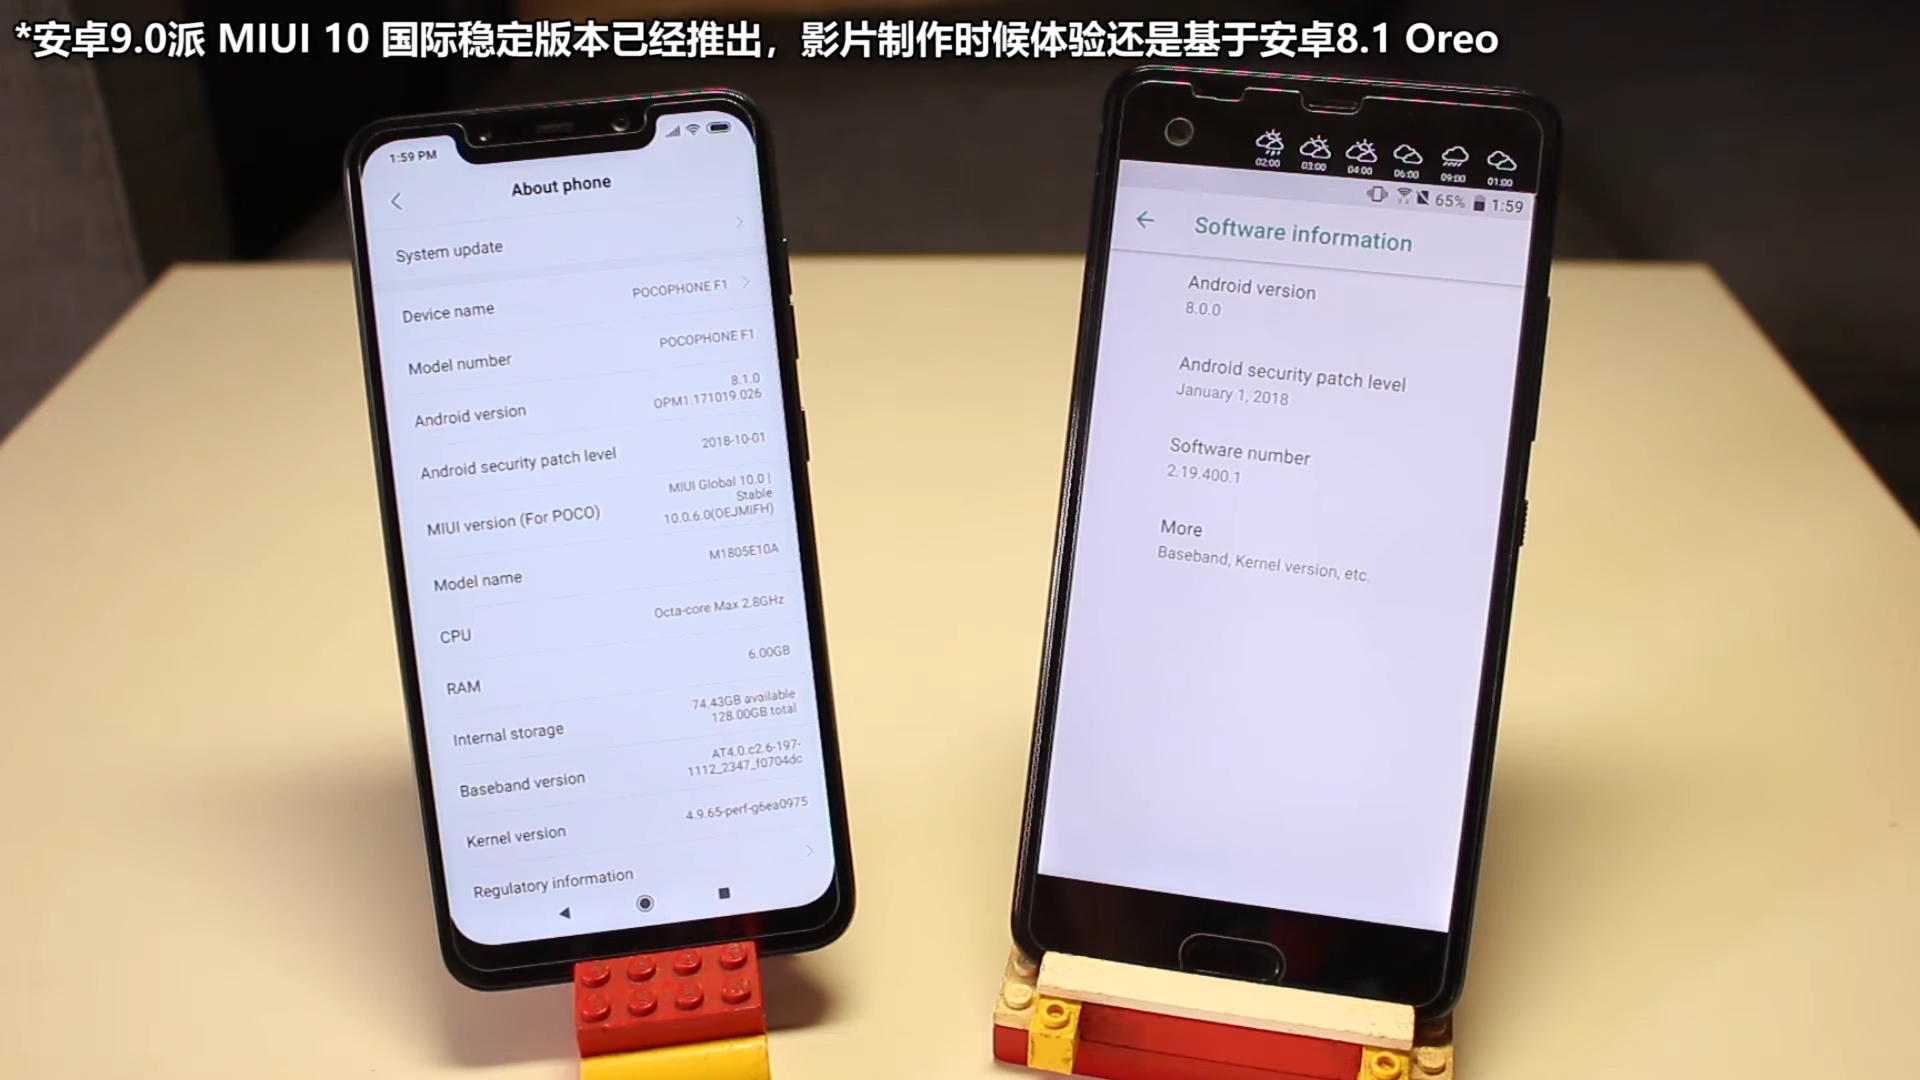 *安卓9.0派 MIUI 10 国际稳定版本已经推出，影片制作时候体验还是基于安卓8.1 Oreo
1:59 PM
About phone
System update
Device name
POCOPHONE F1
Model number
POCOPHONE F1
Android version
8.1.0
OPM1.171019.026
Android security patch level
2018-10-01
MIUI version (For POCO)
MIUI Global 10.0 |
Stable
10.0.6.0(OEJMIFH)
Model name
M1805E10A
CPU
Octa-core Max 2.8GHz
RAM
6.00GB
Internal storage
74.43GB available
128.00GB total
Baseband version
AT4.0.c2.6-197-
1112_2347_f0704dc
Kernel version
4.9.65-perf-g6ea0975
Regulatory information
02:00 03:00 04:00 06:00 09:00 01:00
65% 1:59
Software information
Android version
8.0.0
Android security patch level
January 1, 2018
Software number
2.19.400.1
More
Baseband, Kernel version, etc.